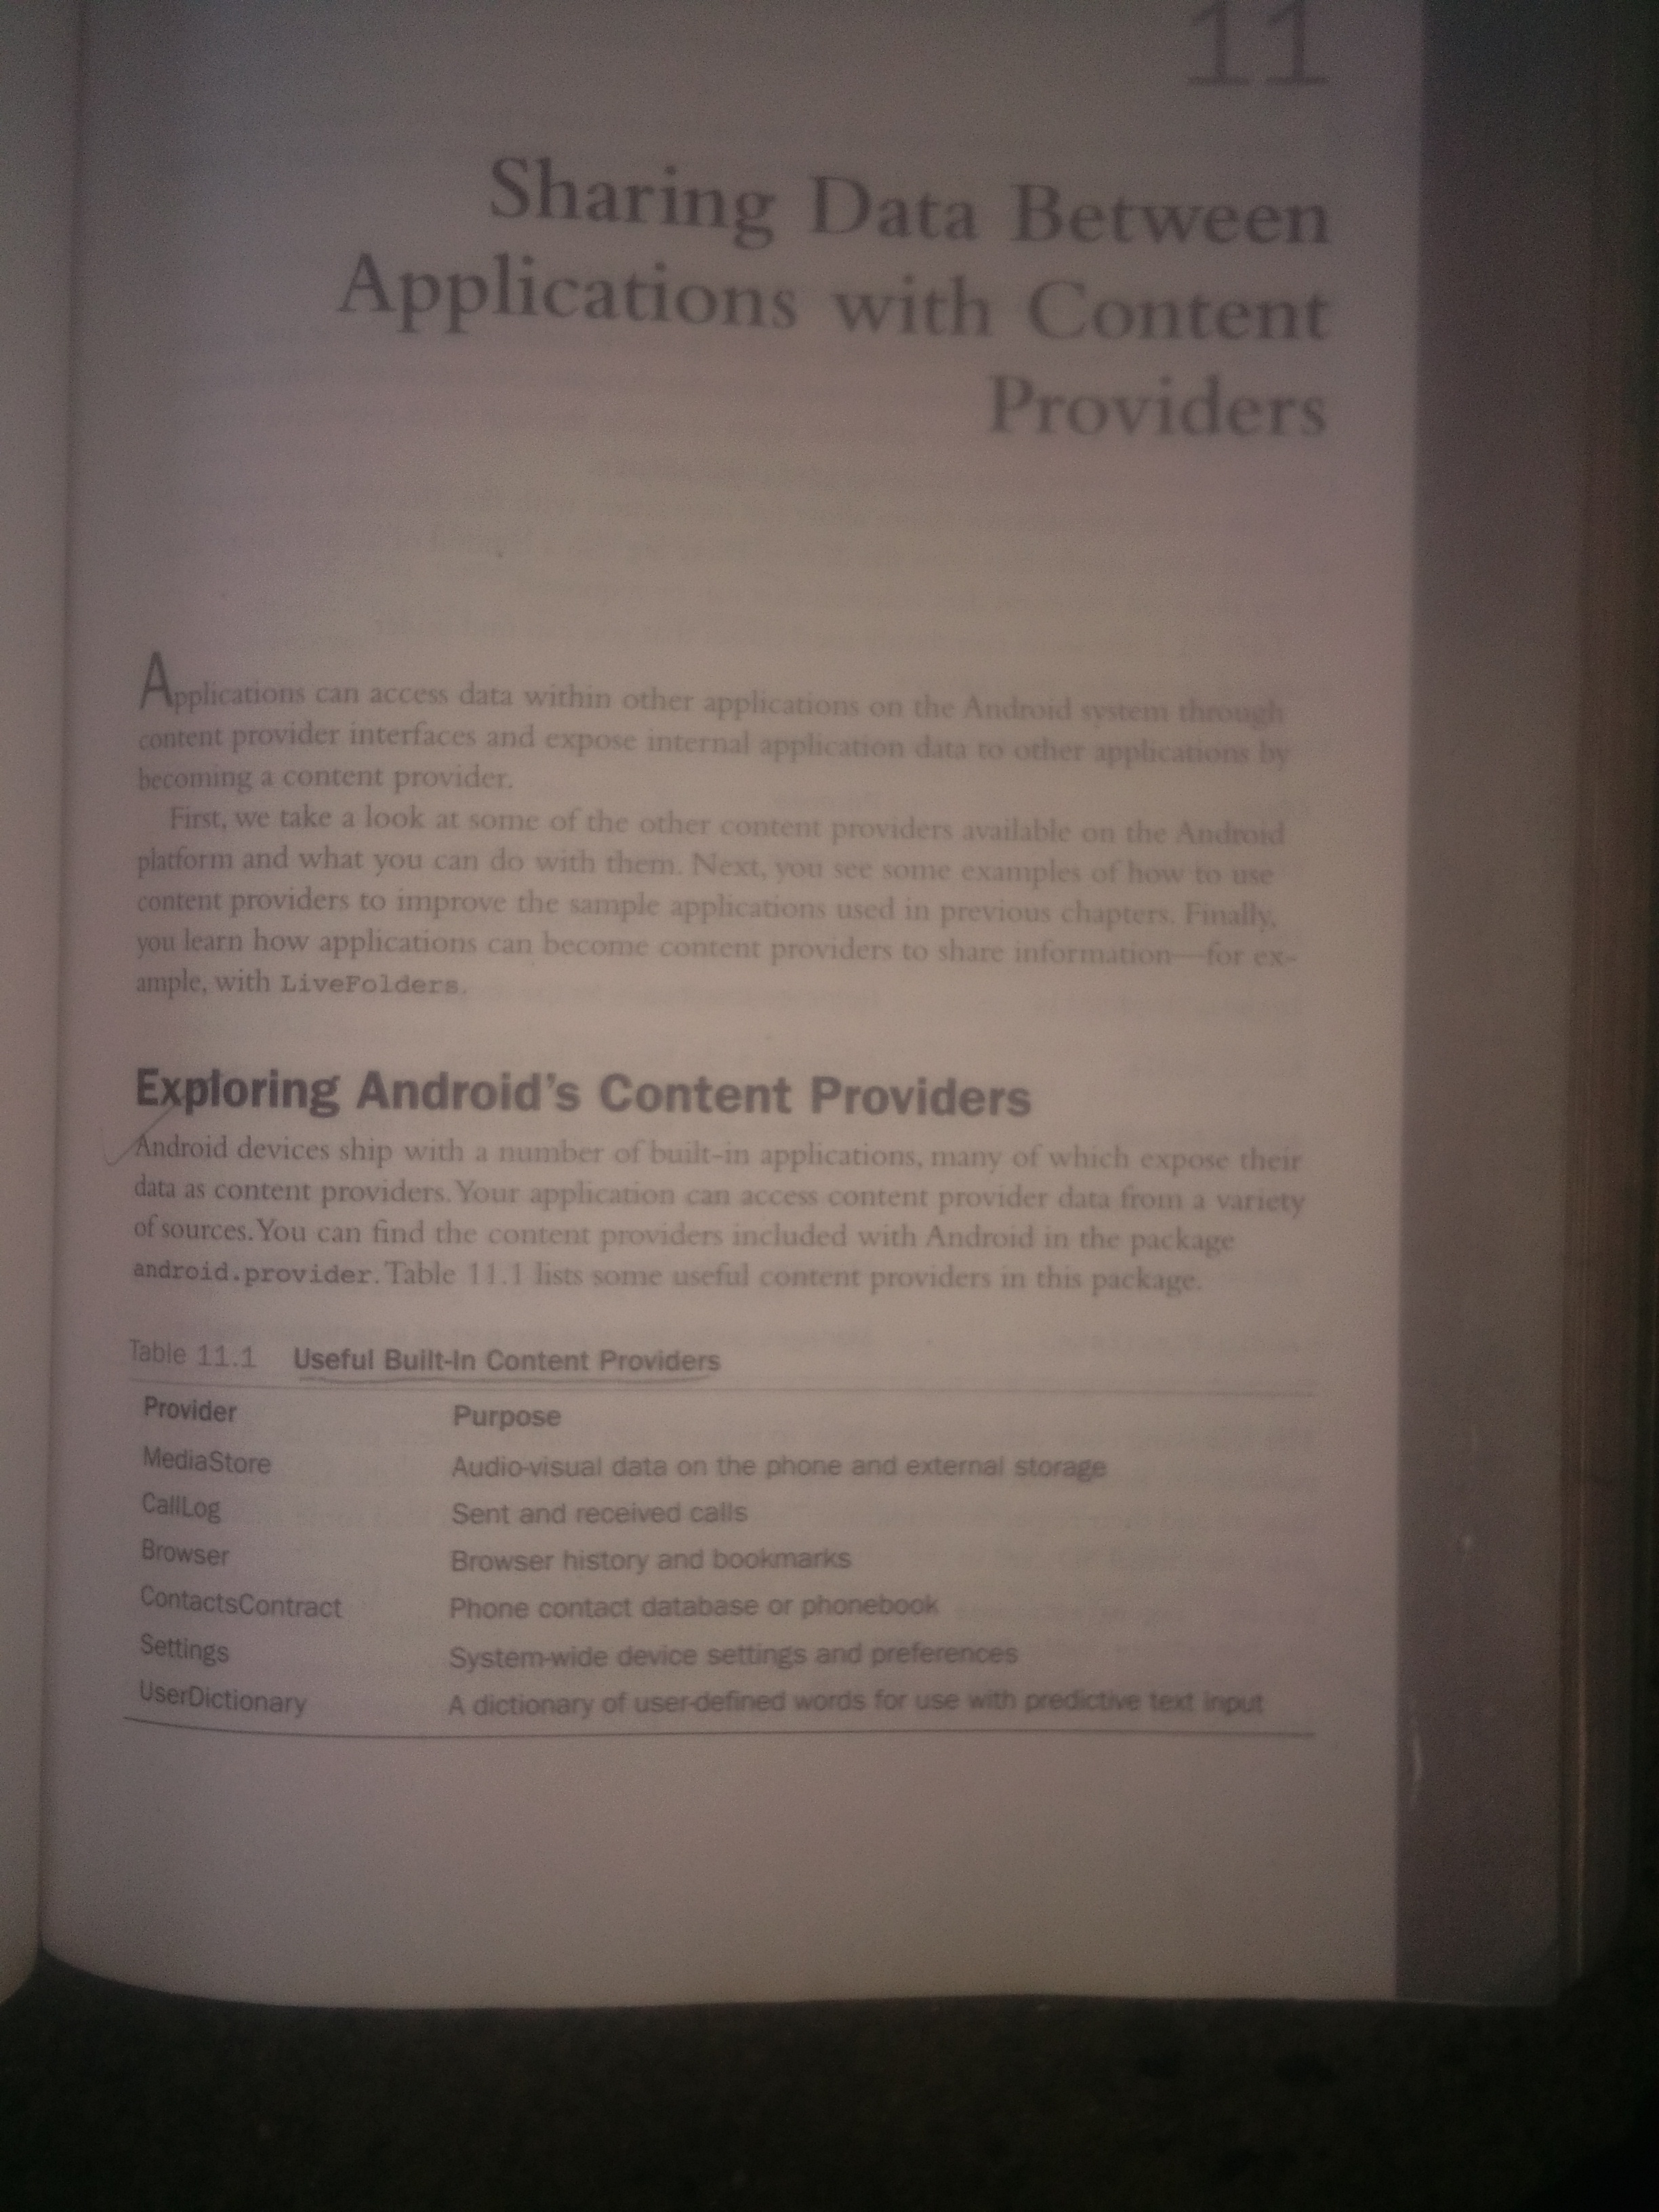 11
Sharing Data Between
Applications with Content
Providers
Applications can access data within other applications on the Android system through
content provider interfaces and expose internal application data to other applications by
becoming a content provider.
First, we take a look at some of the other content providers available on the Android
platform and what you can do with them. Next, you see some examples of how to use
content providers to improve the sample applications used in previous chapters. Finally,
you learn how applications can become content providers to share information—for ex-
ample, with LiveFolders.
Exploring Android's Content Providers
Android devices ship with a number of built-in applications, many of which expose their
data as content providers. Your application can access content provider data from a variety
of sources. You can find the content providers included with Android in the package
android.provider. Table 11.1 lists some useful content providers in this package.
Table 11.1 Useful Built-In Content Providers
Provider Purpose
MediaStore Audio-visual data on the phone and external storage
CallLog Sent and received calls
Browser Browser history and bookmarks
ContactsContract Phone contact database or phonebook
Settings System-wide device settings and preferences
UserDictionary A dictionary of user-defined words for use with predictive text input